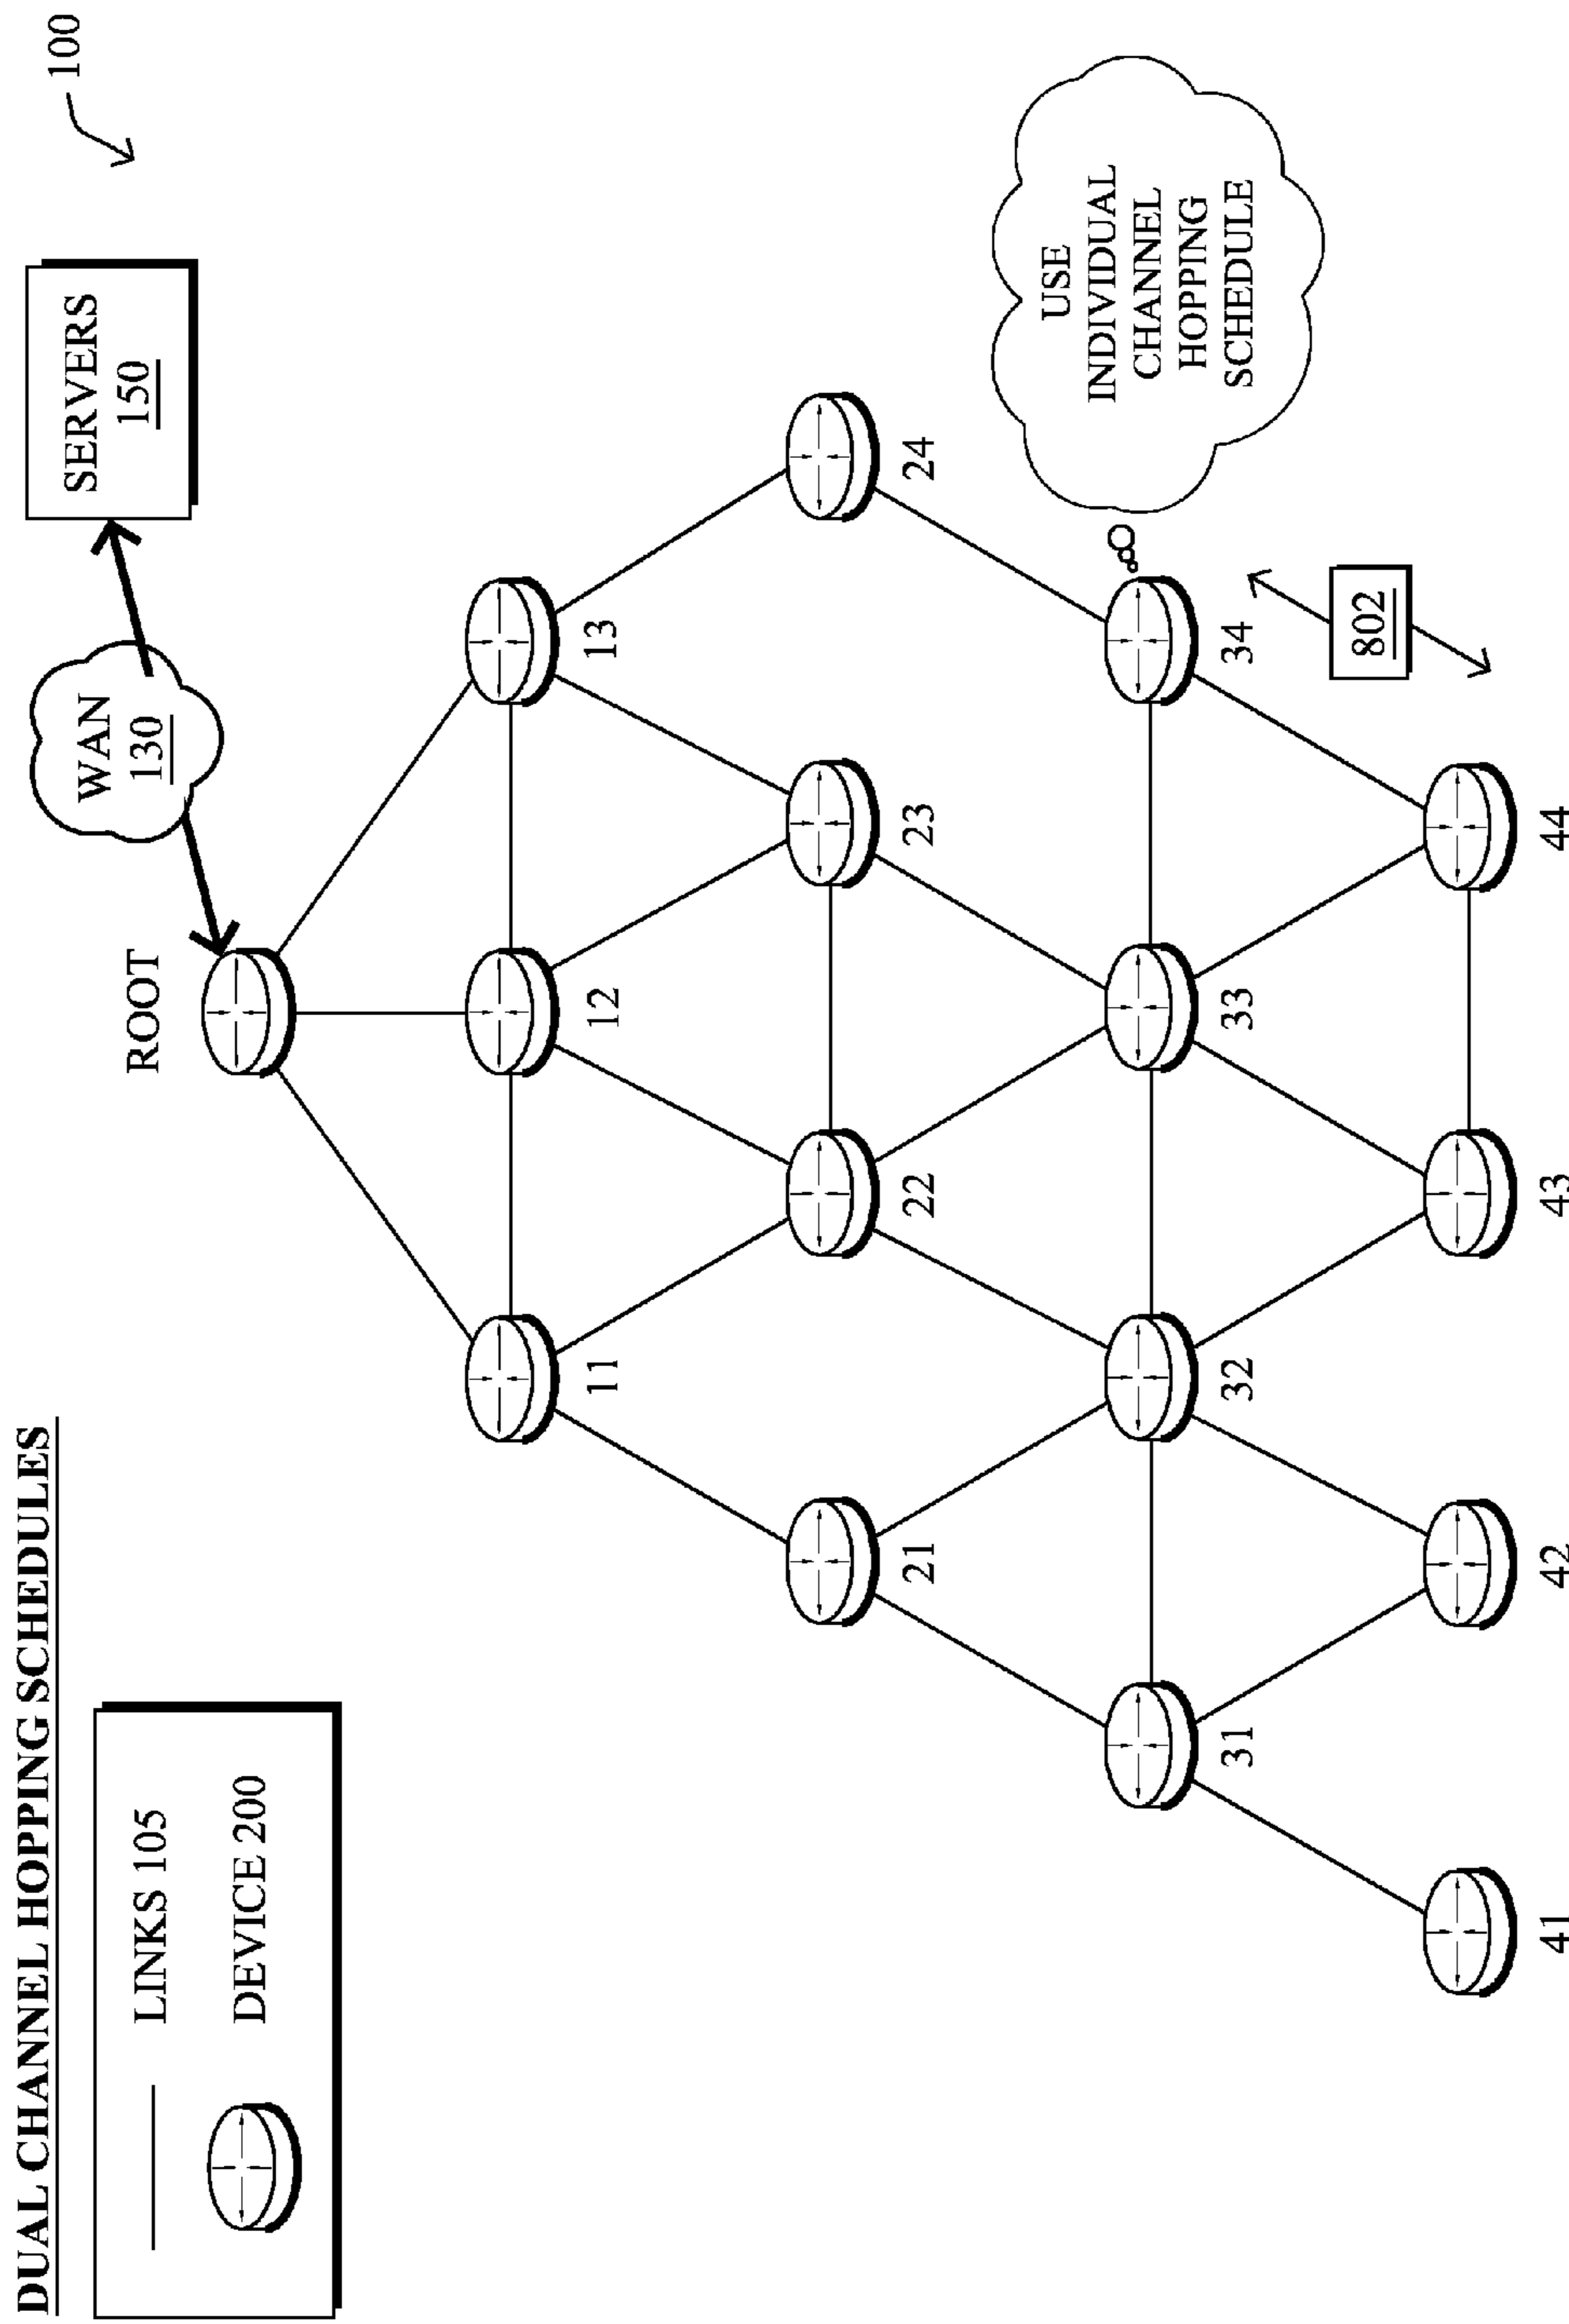 DUAL CHANNEL HOPPING SCHEDULES
LINKS 105
DEVICE 200
100
SERVERS
150
WAN
130
ROOT
11
12
13
21
22
23
24
31
32
33
34
USE
INDIVIDUAL
CHANNEL
HOPPING
SCHEDULE
802
41
42
43
44